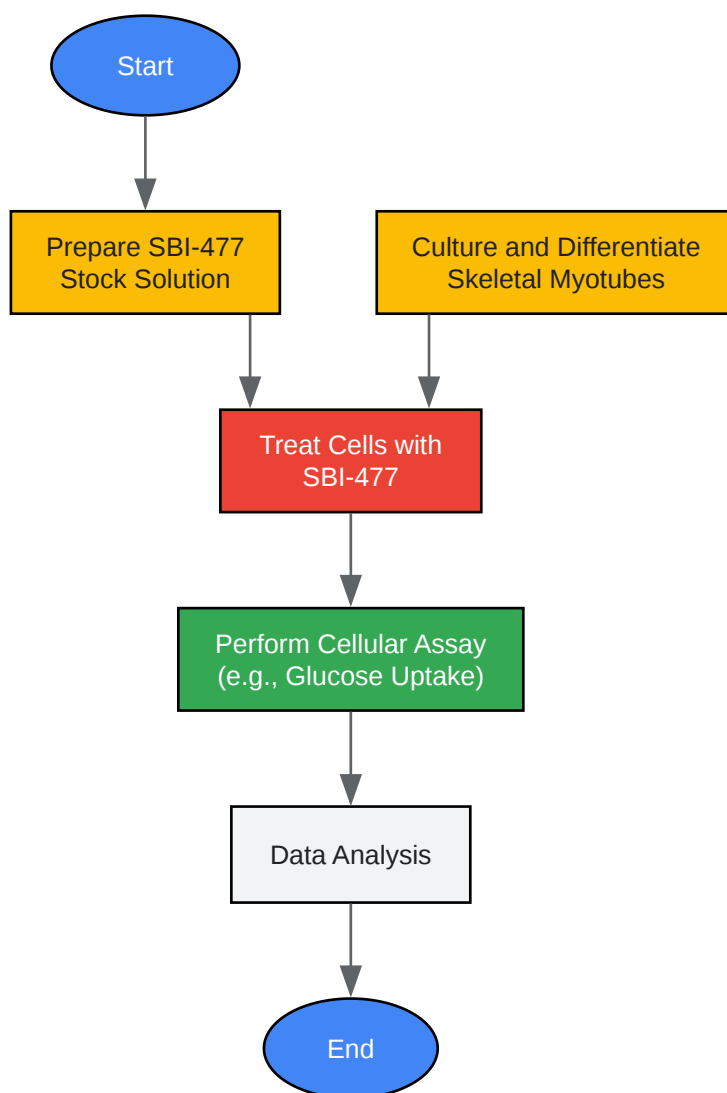 Start
Prepare SBI-477
Stock Solution
Culture and Differentiate
Skeletal Myotubes
Treat Cells with
SBI-477
Perform Cellular Assay
(e.g., Glucose Uptake)
Data Analysis
End